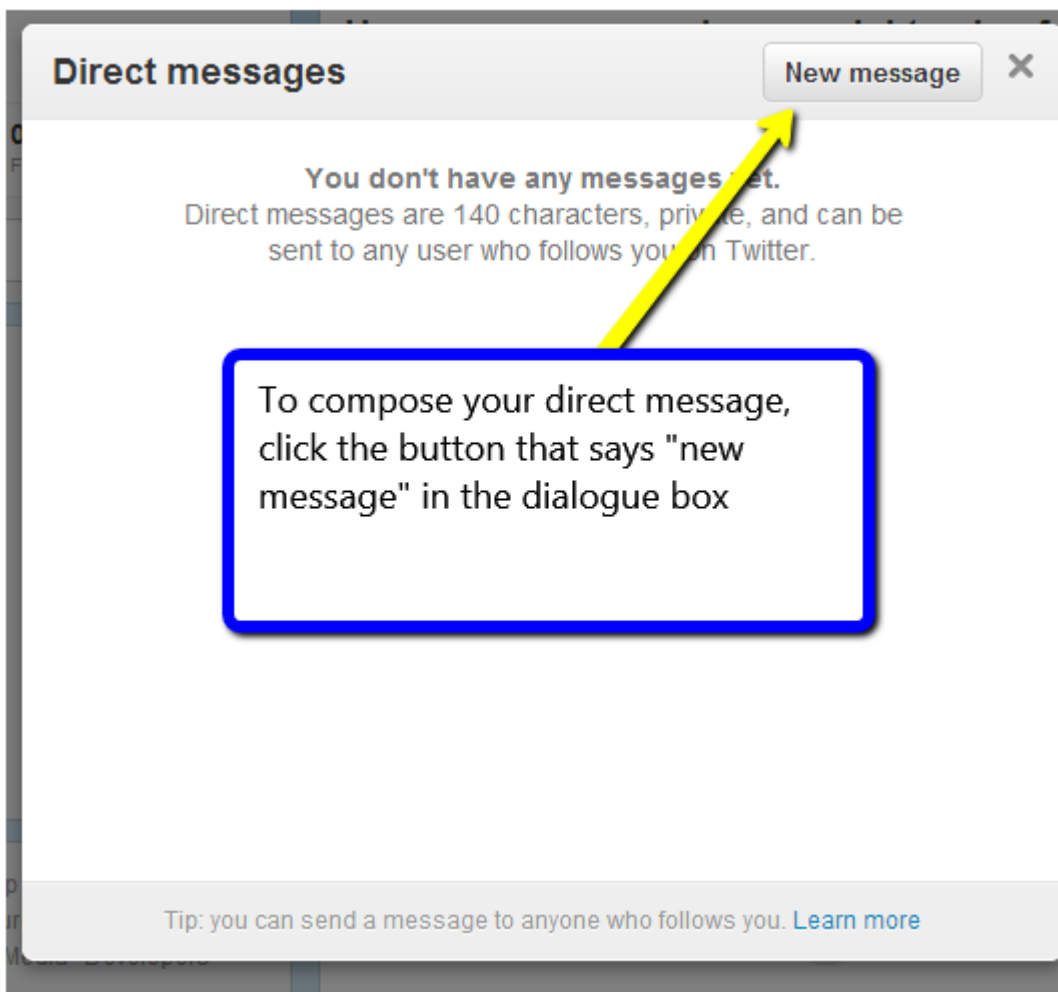 Direct messages
New message
You don't have any messages yet.
Direct messages are 140 characters, private, and can be
sent to any user who follows you on Twitter.
To compose your direct message,
click the button that says "new
message" in the dialogue box
Tip: you can send a message to anyone who follows you. Learn more